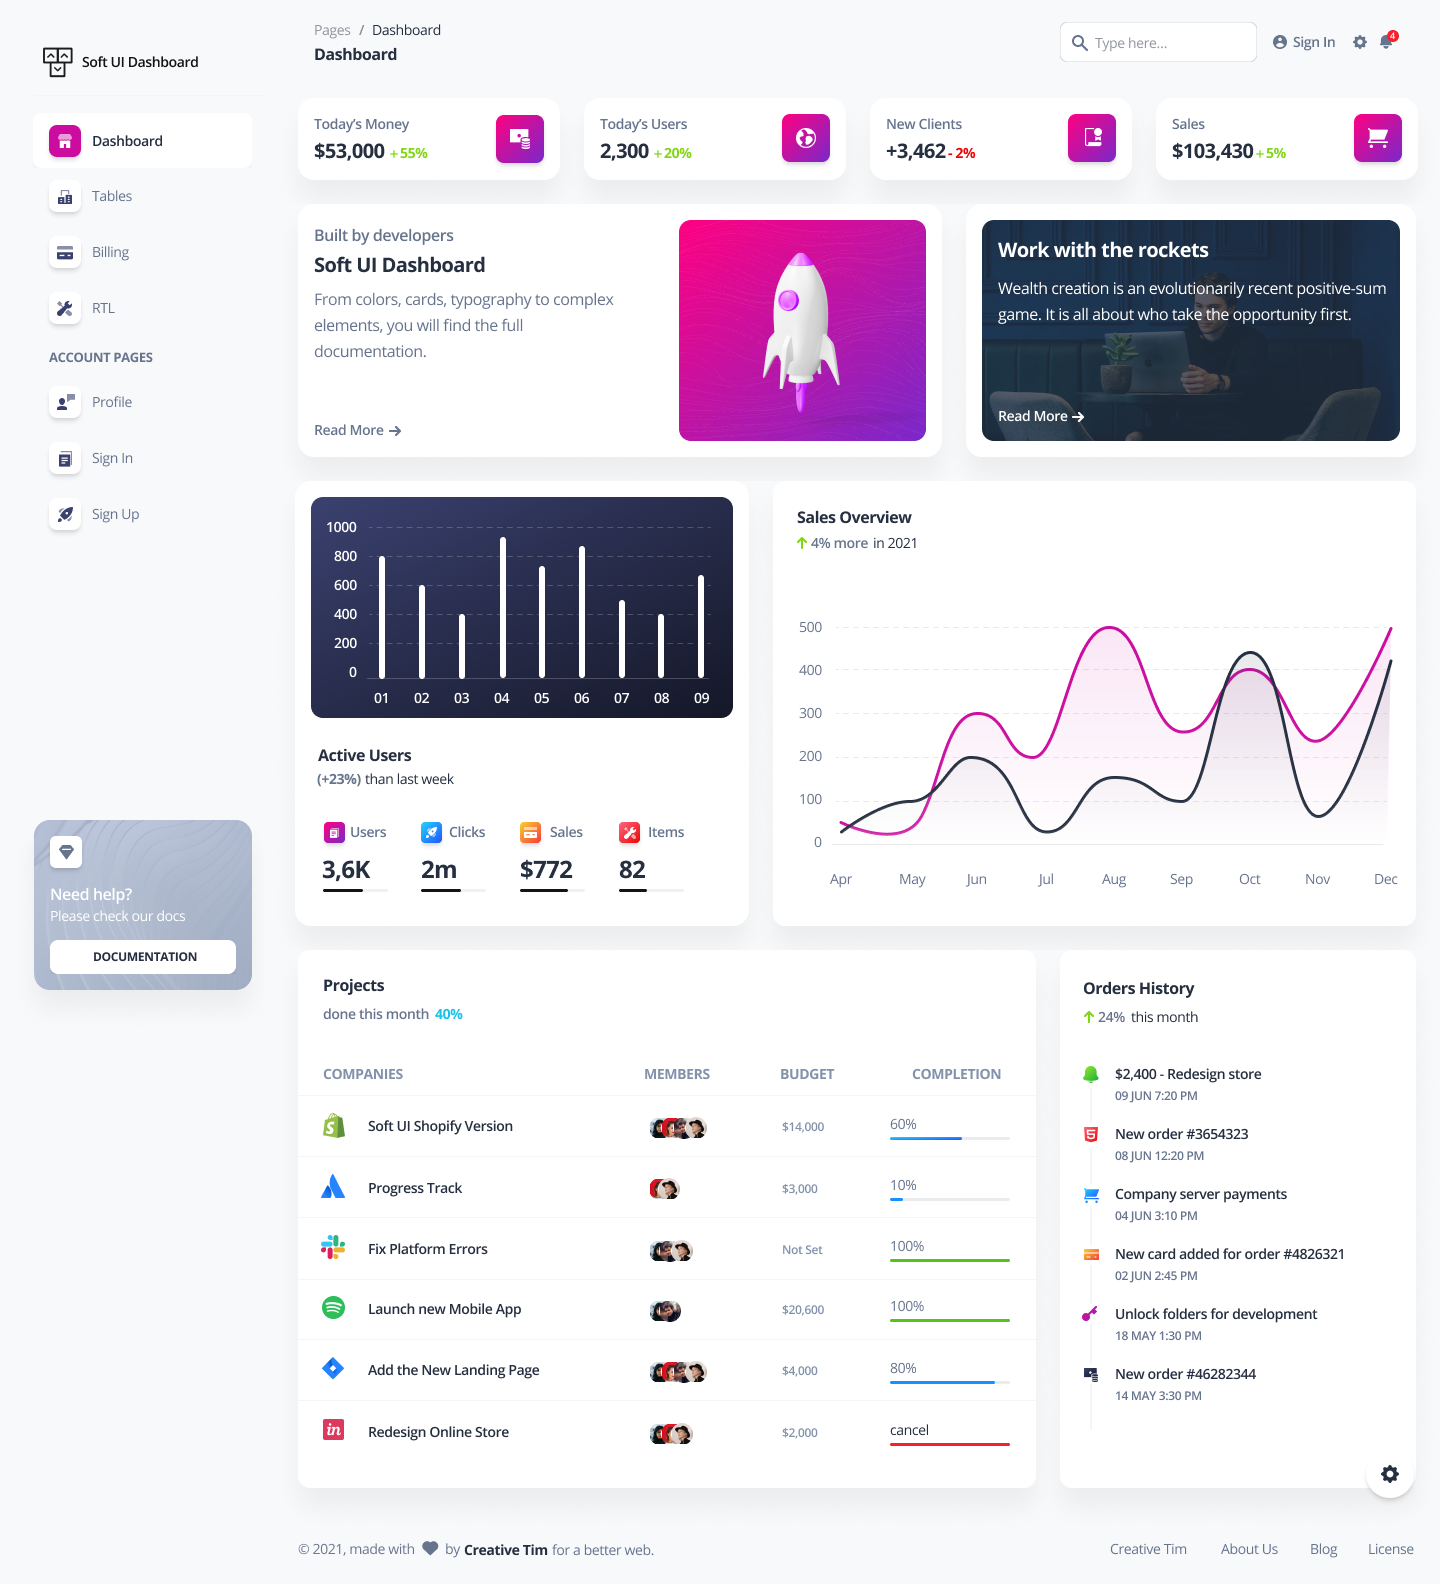 Soft UI Dashboard
Dashboard
Tables
Billing
RTL
ACCOUNT PAGES
Profile
Sign In
Sign Up
Need help?
Please check our docs
DOCUMENTATION
Pages / Dashboard
Dashboard
Type here...
Sign In
4
Today's Money
$53,000 +55%
Today's Users
2,300 +20%
New Clients
+3,462 - 2%
Sales
$103,430 +5%
Built by developers
Soft UI Dashboard
From colors, cards, typography to complex
elements, you will find the full
documentation.
Read More
Work with the rockets
Wealth creation is an evolutionarily recent positive-sum
game. It is all about who take the opportunity first.
Read More
1000
800
600
400
200
0
01 02 03 04 05 06 07 08 09
Active Users
(+23%) than last week
Users Clicks Sales Items
3,6K 2m $772 82
Sales Overview
4% more in 2021
500
400
300
200
100
0
Apr May Jun Jul Aug Sep Oct Nov Dec
Projects
done this month 40%
COMPANIES MEMBERS BUDGET COMPLETION
Soft UI Shopify Version $14,000 60%
Progress Track $3,000 10%
Fix Platform Errors Not Set 100%
Launch new Mobile App $20,600 100%
Add the New Landing Page $4,000 80%
in Redesign Online Store $2,000 cancel
Orders History
24% this month
$2,400 - Redesign store
09 JUN 7:20 PM
New order #3654323
08 JUN 12:20 PM
Company server payments
04 JUN 3:10 PM
New card added for order #4826321
02 JUN 2:45 PM
Unlock folders for development
18 MAY 1:30 PM
New order #46282344
14 MAY 3:30 PM
© 2021, made with by Creative Tim for a better web.
Creative Tim About Us Blog License